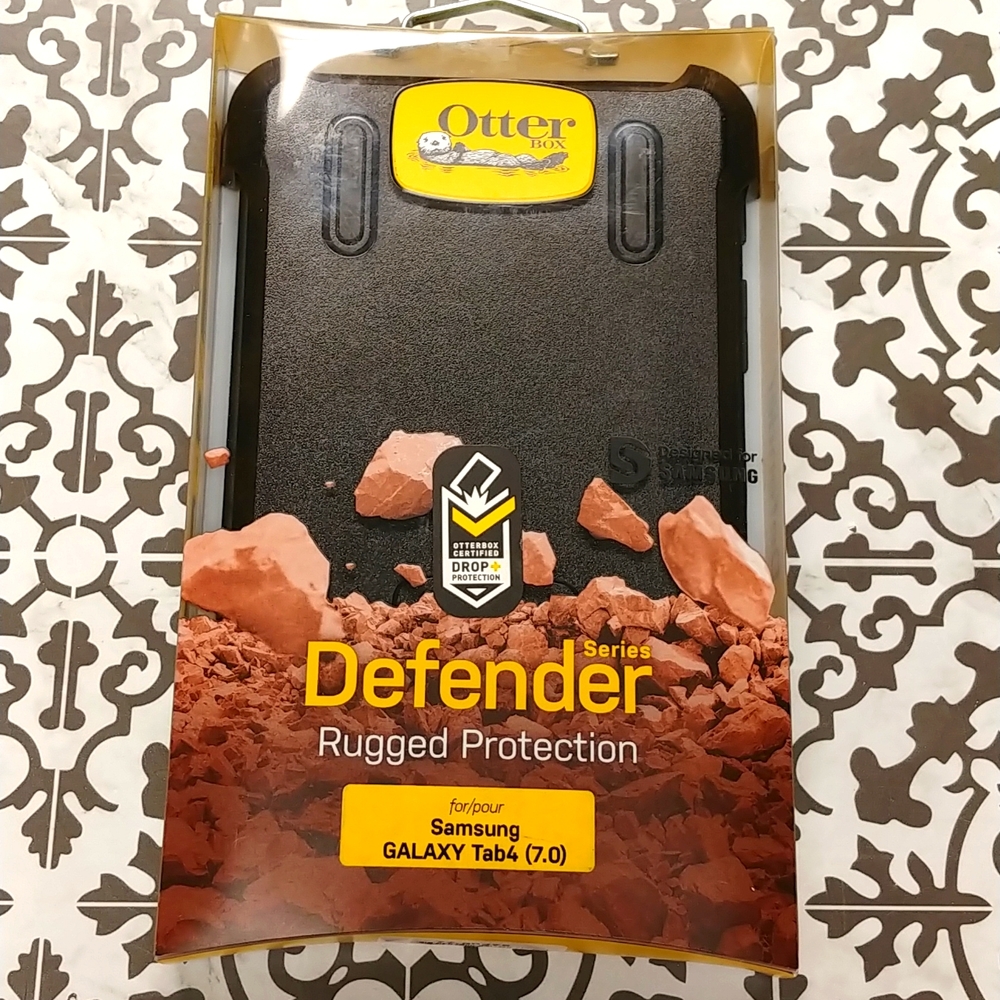 Otter
BOX
Designed for
SAMSUNG
OTTERBOX
CERTIFIED
DROP+
PROTECTION
Series
Defender
Rugged Protection
for/pour
Samsung
GALAXY Tab4 (7.0)